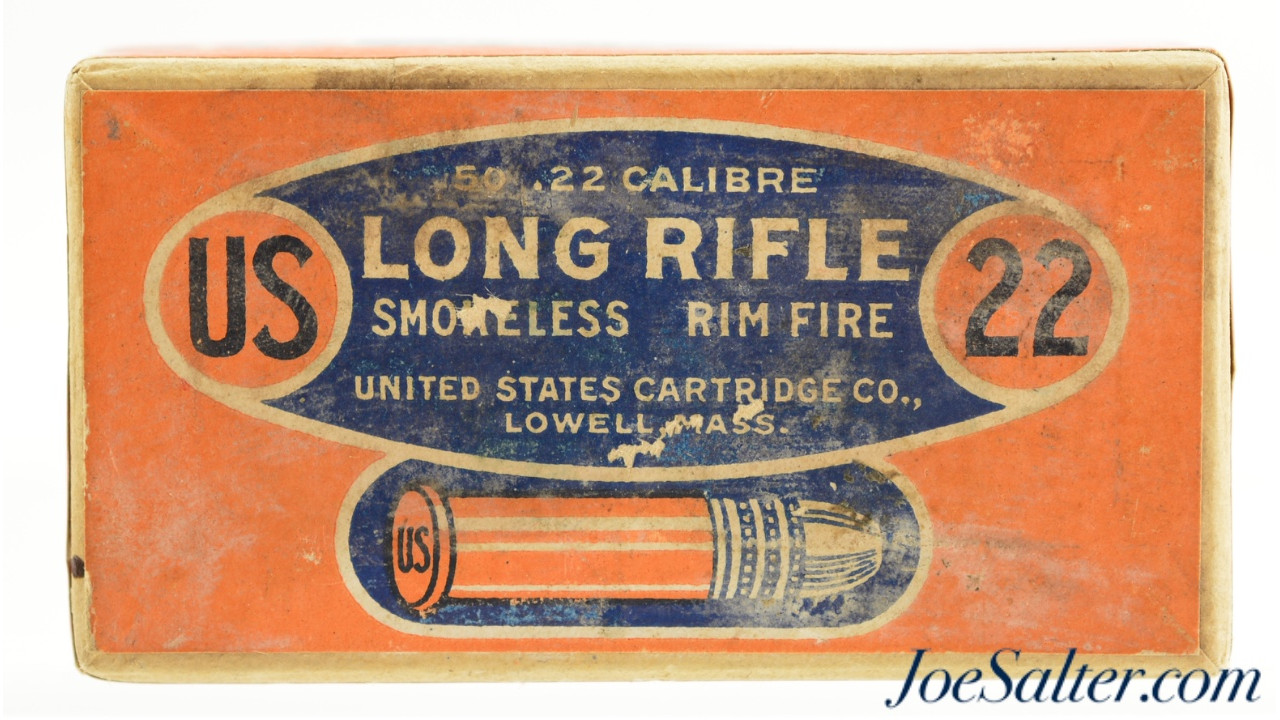 50 .22 CALIBRE
LONG RIFLE
US
22
SMOKELESS RIM FIRE
UNITED STATES CARTRIDGE CO.,
LOWELL, MASS.
US
JoeSalter.com